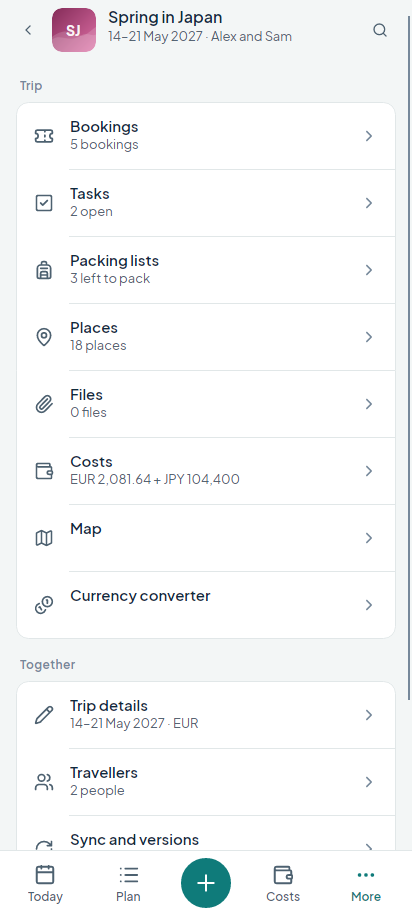 SJ
Spring in Japan
14–21 May 2027 · Alex and Sam
Trip
Bookings
5 bookings
Tasks
2 open
Packing lists
3 left to pack
Places
18 places
Files
0 files
Costs
EUR 2,081.64 + JPY 104,400
Map
Currency converter
Together
Trip details
14–21 May 2027 · EUR
Travellers
2 people
Sync and versions
Today
Plan
Costs
More